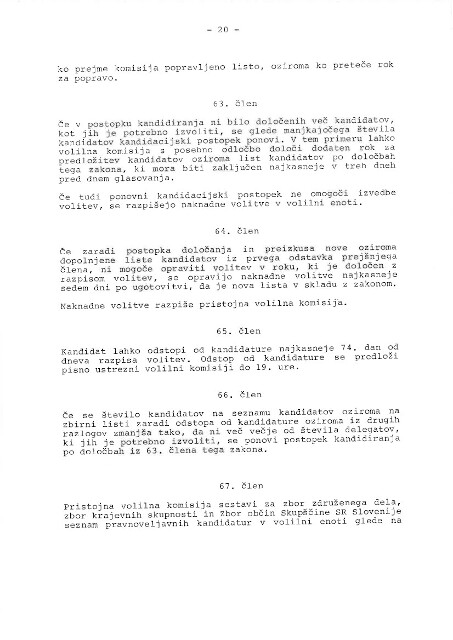 - 20 -
ko prejme komisija popravljeno listo, oziroma ko preteče rok
za popravo.
63. člen
Če v postopku kandidiranja ni bilo določenih več kandidatov,
kot jih je potrebno izvoliti, se glede manjkajočega števila
kandidatov kandidacijski postopek ponovi. V tem primeru lahko
volilna komisija s posebno odločbo določi dodaten rok za
predložitev kandidatov oziroma list kandidatov po določbah
tega zakona, ki mora biti zaključen najkasneje v treh dneh
pred dnem glasovanja.
Če tudi ponovni kandidacijski postopek ne omogoči izvedbe
volitev, se razpišejo naknadne volitve v volilni enoti.
64. člen
Če zaradi postopka določanja in preizkusa nove oziroma
dopolnjene liste kandidatov iz prvega odstavka prejšnjega
člena, ni mogoče opraviti volitev v roku, ki je določen z
razpisom volitev, se opravijo naknadne volitve najkasneje
sedem dni po ugotovitvi, da je nova lista v skladu z zakonom.
Naknadne volitve razpiše pristojna volilna komisija.
65. člen
Kandidat lahko odstopi od kandidature najkasneje 74. dan od
dneva razpisa volitev. Odstop od kandidature se predloži
pisno ustrezni volilni komisiji do 19. ure.
66. člen
Če se število kandidatov na seznamu kandidatov oziroma na
zbirni listi zaradi odstopa od kandidature oziroma iz drugih
razlogov zmanjša tako, da ni več večje od števila delegatov,
ki jih je potrebno izvoliti, se ponovi postopek kandidiranja
po določbah iz 63. člena tega zakona.
67. člen
Pristojna volilna komisija sestavi za zbor združenega dela,
zbor krajevnih skupnosti in Zbor občin Skupščine SR Slovenije
seznam pravnoveljavnih kandidatur v volilni enoti glede na